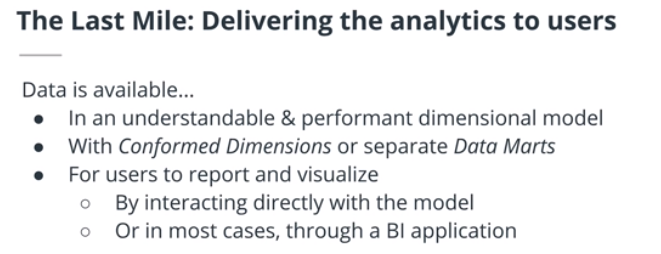 The Last Mile: Delivering the analytics to users
Data is available...
● In an understandable & performant dimensional model
● With Conformed Dimensions or separate Data Marts
● For users to report and visualize
○ By interacting directly with the model
○ Or in most cases, through a BI application